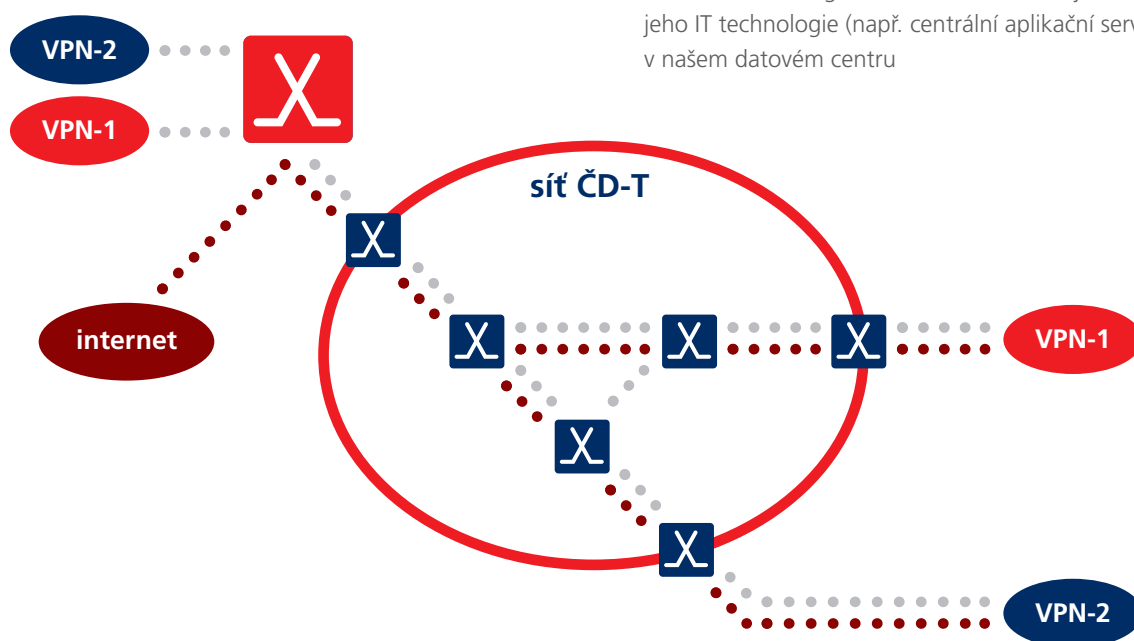 jeho IT technologie (např. centrální aplikační serv
v našem datovém centru
VPN-2
VPN-1
síť ČD-T
internet
VPN-1
VPN-2